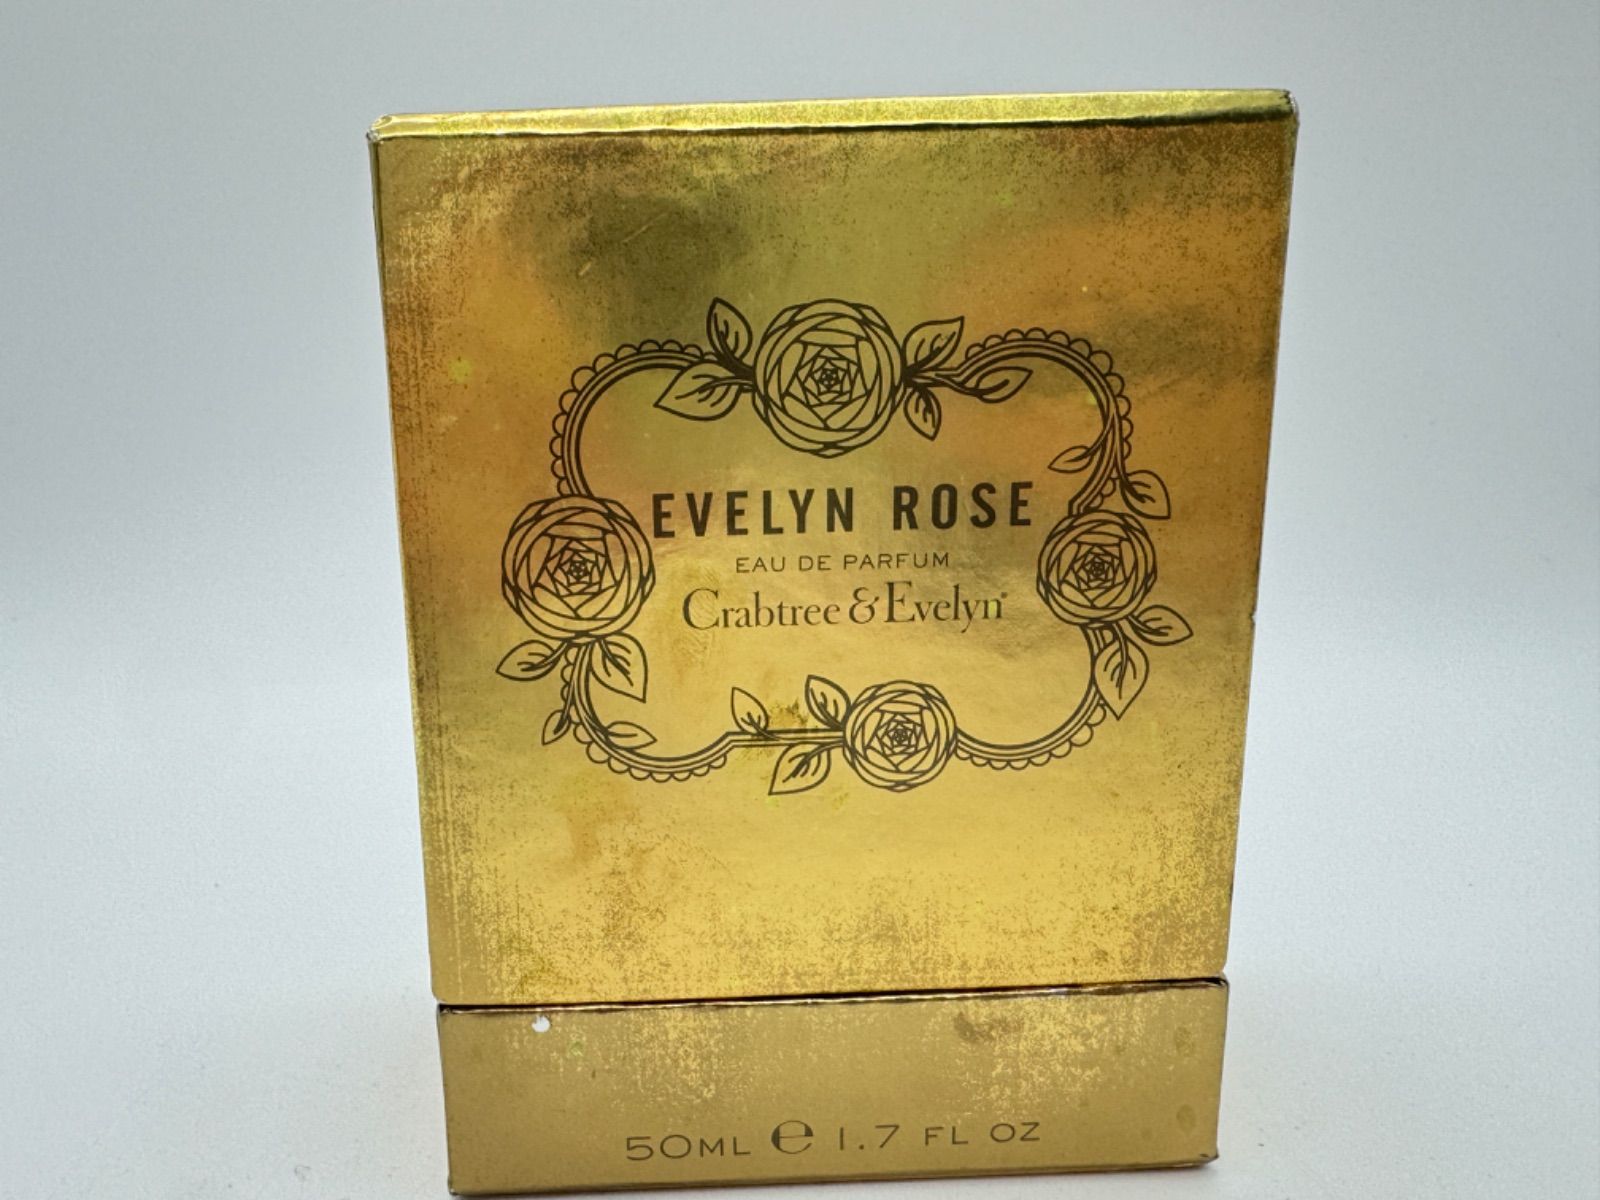 EVELYN ROSE
EAU DE PARFUM
Crabtree & Evelyn®
50ML ℮ 1.7 FL OZ